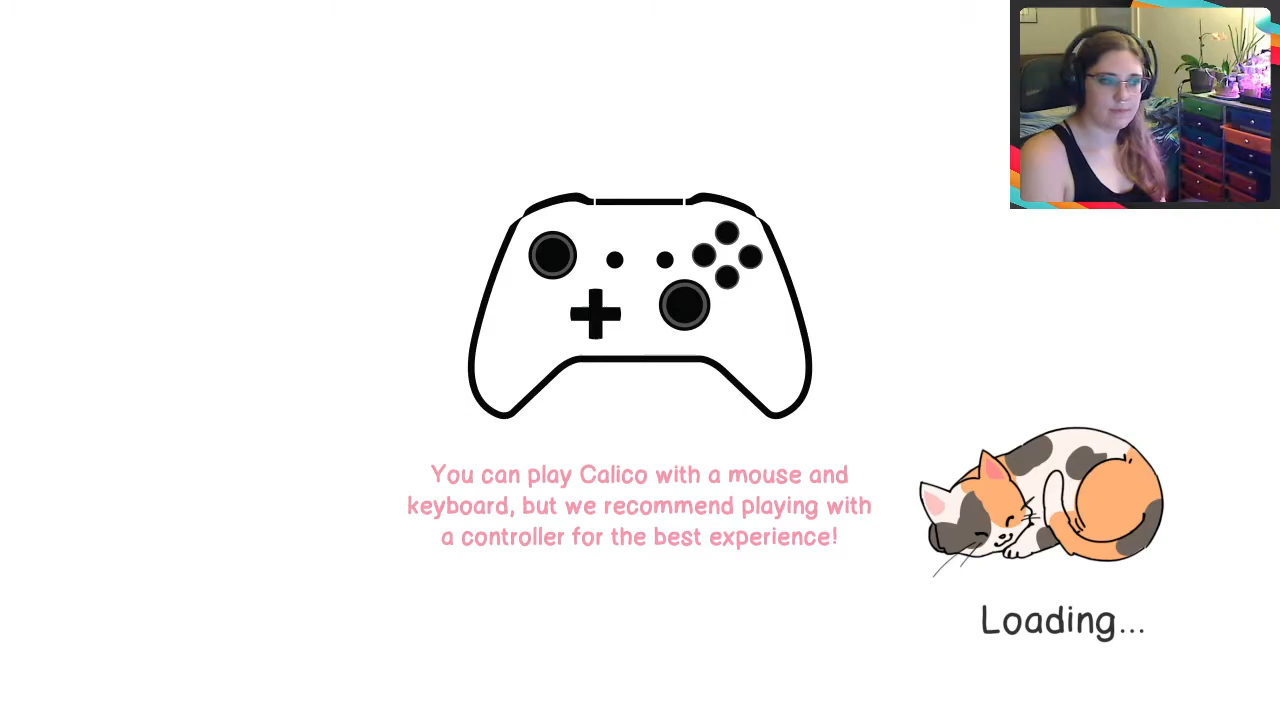 You can play Calico with a mouse and
keyboard, but we recommend playing with
a controller for the best experience!
Loading...